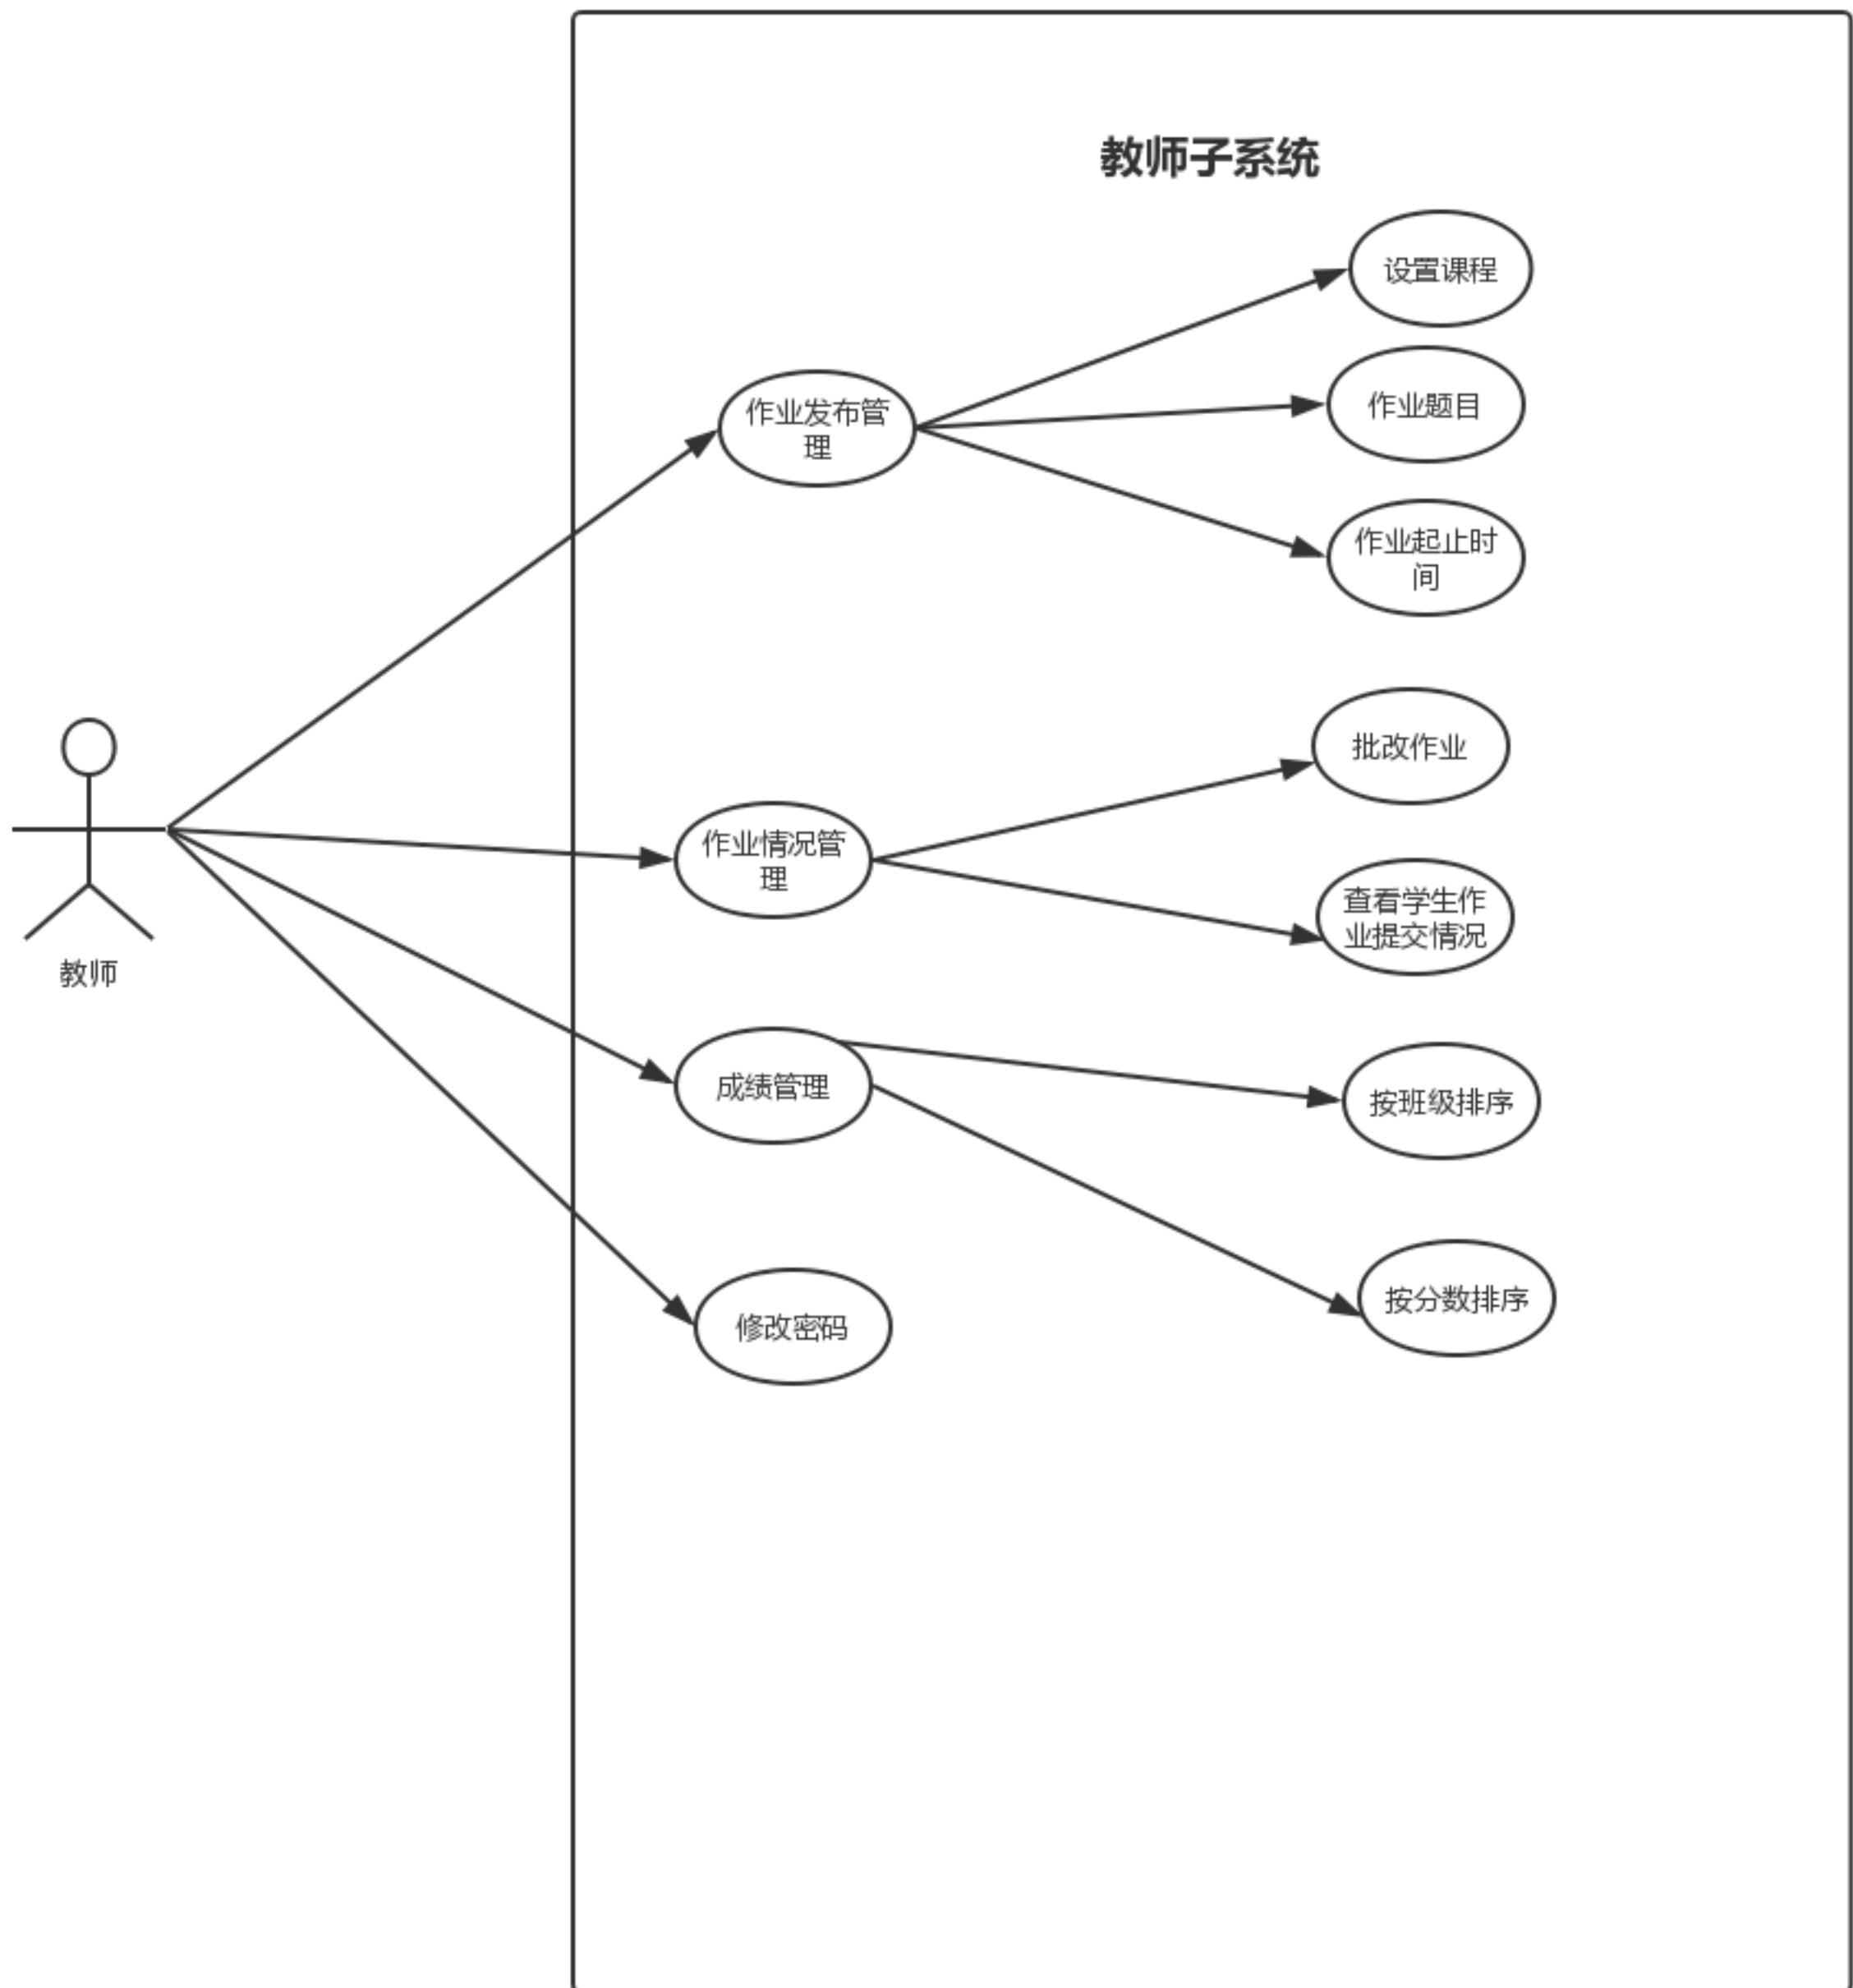 教师子系统
设置课程
作业发布管
理
作业题目
作业起止时
间
批改作业
作业情况管
理
查看学生作
业提交情况
教师
成绩管理
按班级排序
按分数排序
修改密码